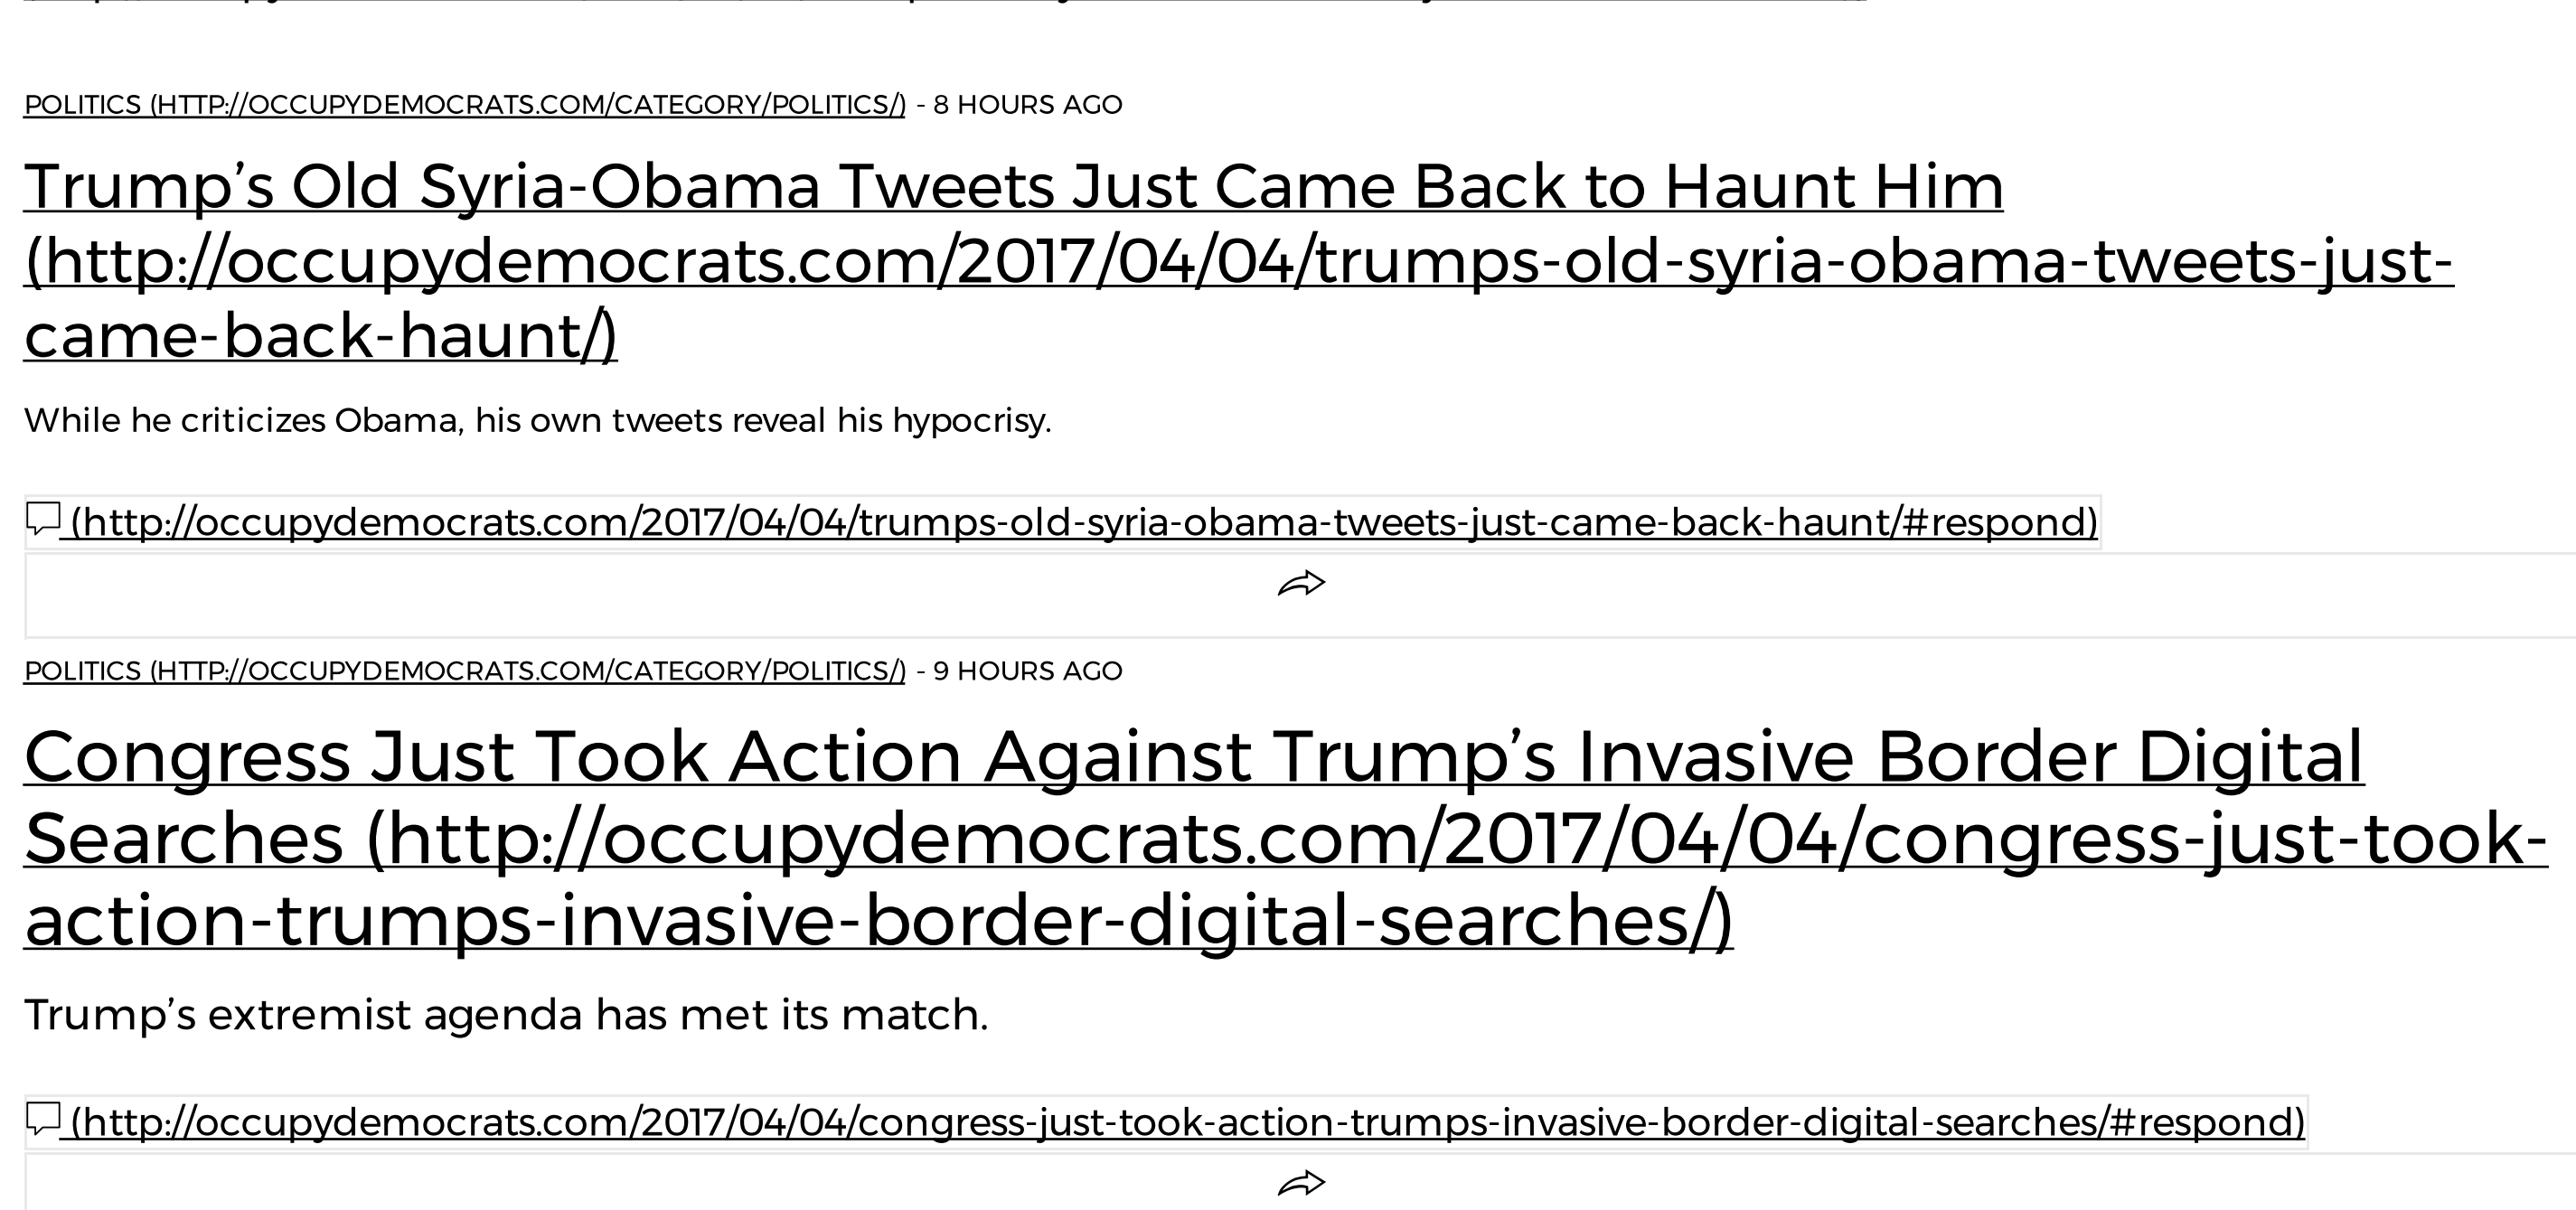 POLITICS (HTTP://OCCUPYDEMOCRATS.COM/CATEGORY/POLITICS/) - 8 HOURS AGO
Trump’s Old Syria-Obama Tweets Just Came Back to Haunt Him
(http://occupydemocrats.com/2017/04/04/trumps-old-syria-obama-tweets-just-
came-back-haunt/)
While he criticizes Obama, his own tweets reveal his hypocrisy.
(http://occupydemocrats.com/2017/04/04/trumps-old-syria-obama-tweets-just-came-back-haunt/#respond)
POLITICS (HTTP://OCCUPYDEMOCRATS.COM/CATEGORY/POLITICS/) - 9 HOURS AGO
Congress Just Took Action Against Trump’s Invasive Border Digital
Searches (http://occupydemocrats.com/2017/04/04/congress-just-took-
action-trumps-invasive-border-digital-searches/)
Trump’s extremist agenda has met its match.
(http://occupydemocrats.com/2017/04/04/congress-just-took-action-trumps-invasive-border-digital-searches/#respond)